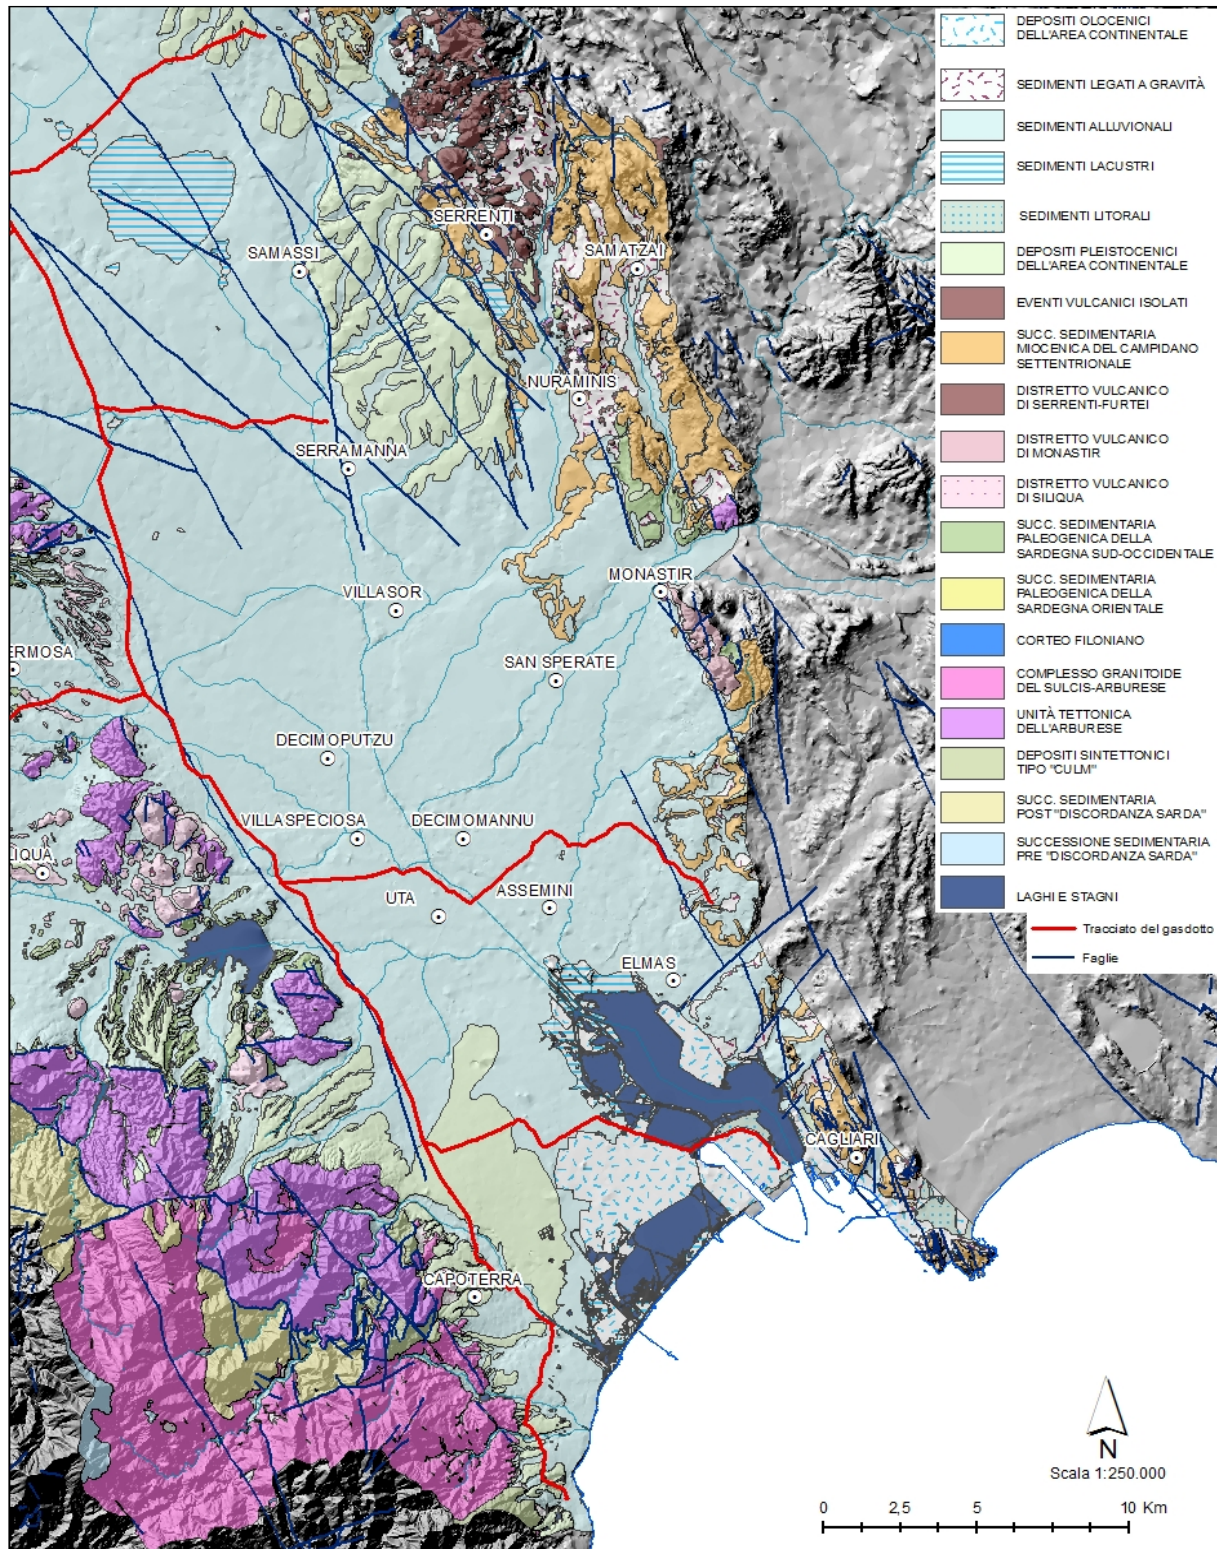 DEPOSITI OLOCENICI
DELL'AREA CONTINENTALE
SEDIMENTI LEGATI A GRAVITÀ
SEDIMENTI ALLUVIONALI
SEDIMENTI LACUSTRI
SEDIMENTI LITORALI
DEPOSITI PLEISTOCENICI
DELL'AREA CONTINENTALE
EVENTI VULCANICI ISOLATI
SUCC. SEDIMENTARIA
MIOCENICA DEL CAMPIDANO
SETTENTRIONALE
DISTRETTO VULCANICO
DI SERRENTI-FURTEI
DISTRETTO VULCANICO
DI MONASTIR
DISTRETTO VULCANICO
DI SILIQUA
SUCC. SEDIMENTARIA
PALEOGENICA DELLA
SARDEGNA SUD-OCCIDENTALE
SUCC. SEDIMENTARIA
PALEOGENICA DELLA
SARDEGNA ORIENTALE
CORTEO FILONIANO
COMPLESSO GRANITOIDE
DEL SULCIS-ARBURESE
UNITÀ TETTONICA
DELL'ARBURESE
DEPOSITI SINTETTONICI
TIPO "CULM"
SUCC. SEDIMENTARIA
POST "DISCORDANZA SARDA"
SUCCESSIONE SEDIMENTARIA
PRE "DISCORDANZA SARDA"
LAGHI E STAGNI
Tracciato del gasdotto
Faglie
SERRENTI
SAMASSI
SAMATZAI
NURAMINIS
SERRAMANNA
MONASTIR
VILLASOR
ERMOSA
SAN SPERATE
DECIMOPUTZU
VILLASPECIOSA
DECIMOMANNU
LIQUA
UTA
ASSEMINI
ELMAS
CAGLIARI
CAPOTERRA
N
Scala 1:250.000
0 2,5 5 10 Km